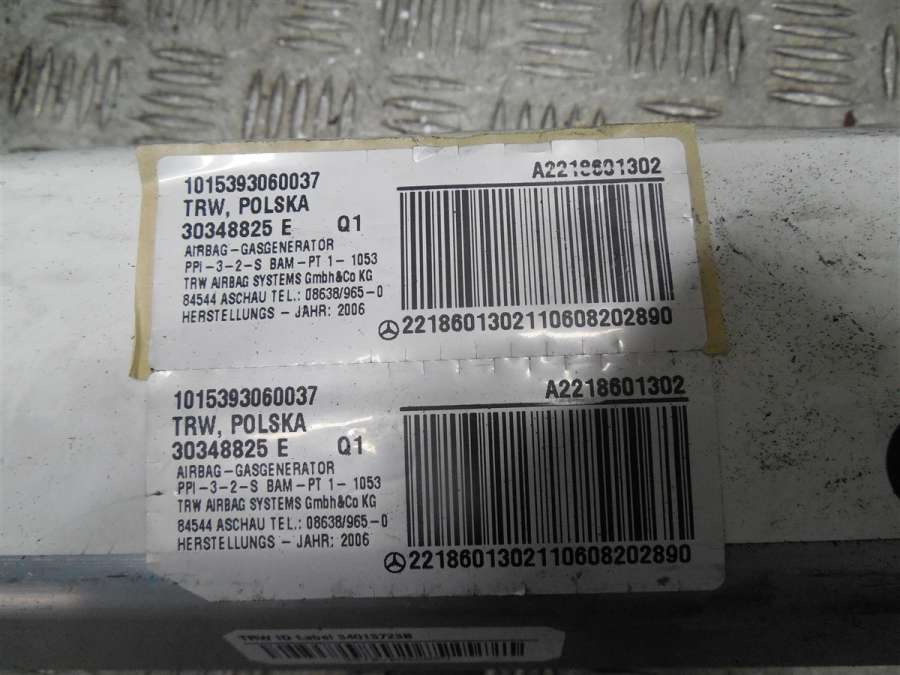 1015393060037
TRW, POLSKA
30348825 E Q1
AIRBAG-GASGENERATOR
PPI-3-2-S BAM-PT 1- 1053
TRW AIRBAG SYSTEMS Gmbh&Co KG
84544 ASCHAU TEL.: 08638/965-0
HERSTELLUNGS - JAHR: 2006
A2218601302
2218601302110608202890
1015393060037
TRW, POLSKA
30348825 E Q1
AIRBAG-GASGENERATOR
PPI-3-2-S BAM-PT 1- 1053
TRW AIRBAG SYSTEMS Gmbh&Co KG
84544 ASCHAU TEL.: 08638/965-0
HERSTELLUNGS - JAHR: 2006
A2218601302
2218601302110608202890
TRW ID Label